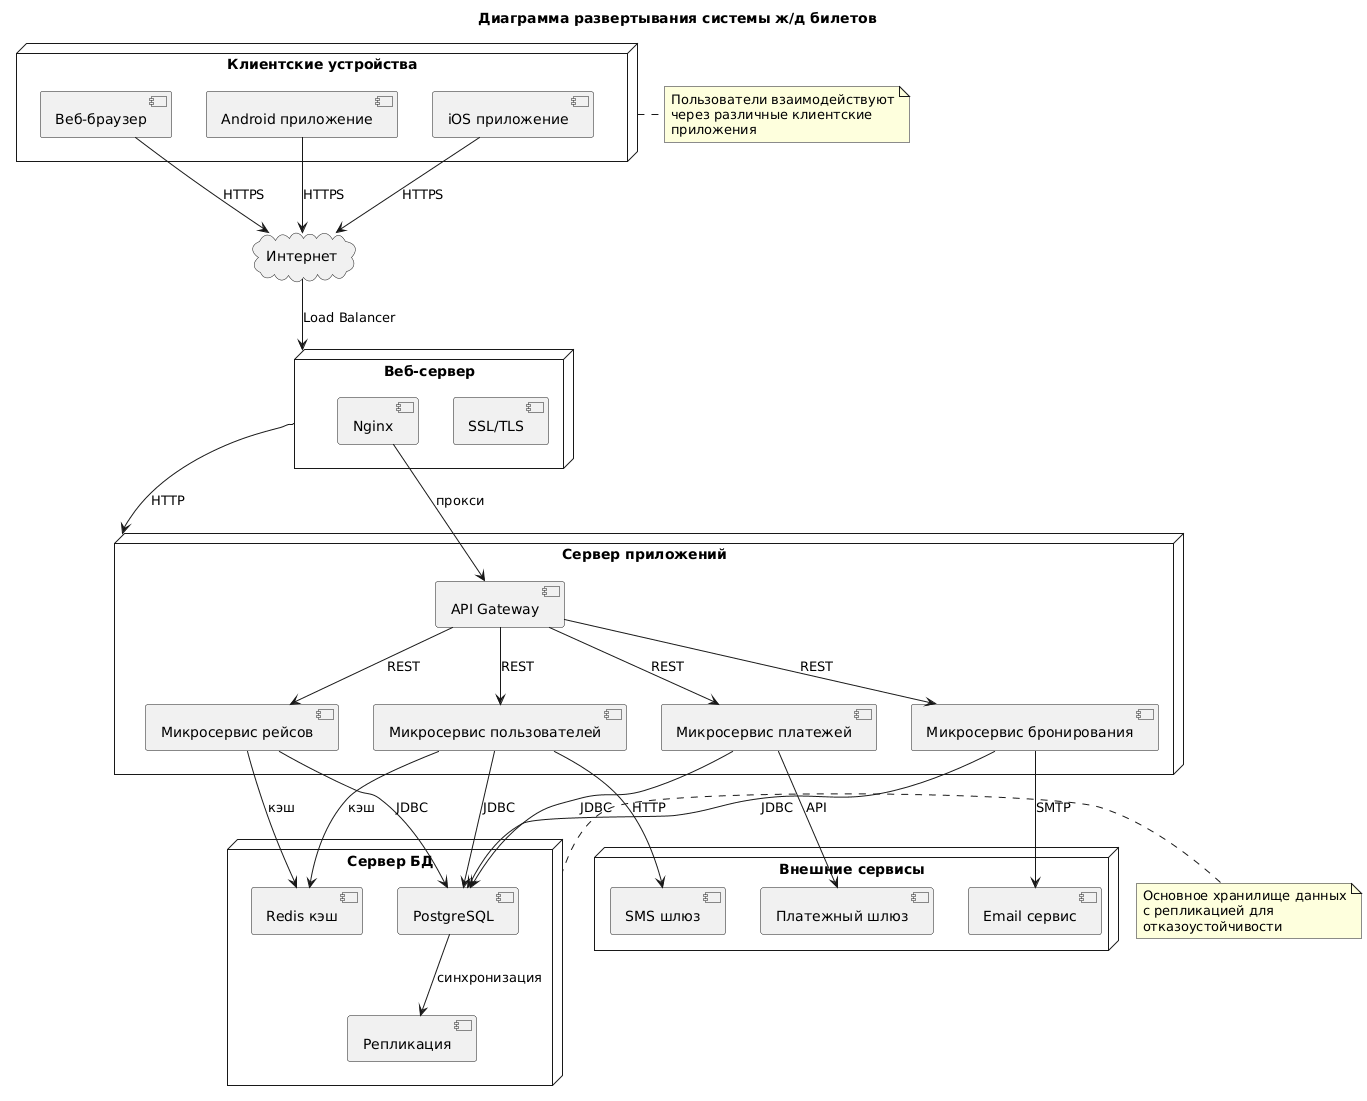 Диаграмма развертывания системы ж/д билетов
Клиентские устройства
Веб-браузер
Android приложение
iOS приложение
Пользователи взаимодействуют
через различные клиентские
приложения
HTTPS
HTTPS
HTTPS
Интернет
Load Balancer
Веб-сервер
Nginx
SSL/TLS
HTTP
прокси
Сервер приложений
API Gateway
REST
REST
REST
REST
Микросервис рейсов
Микросервис пользователей
Микросервис платежей
Микросервис бронирования
кэш
кэш
JDBC
JDBC
JDBC
HTTP
JDBC
API
SMTP
Сервер БД
Redis кэш
PostgreSQL
синхронизация
Репликация
Внешние сервисы
SMS шлюз
Платежный шлюз
Email сервис
Основное хранилище данных
с репликацией для
отказоустойчивости